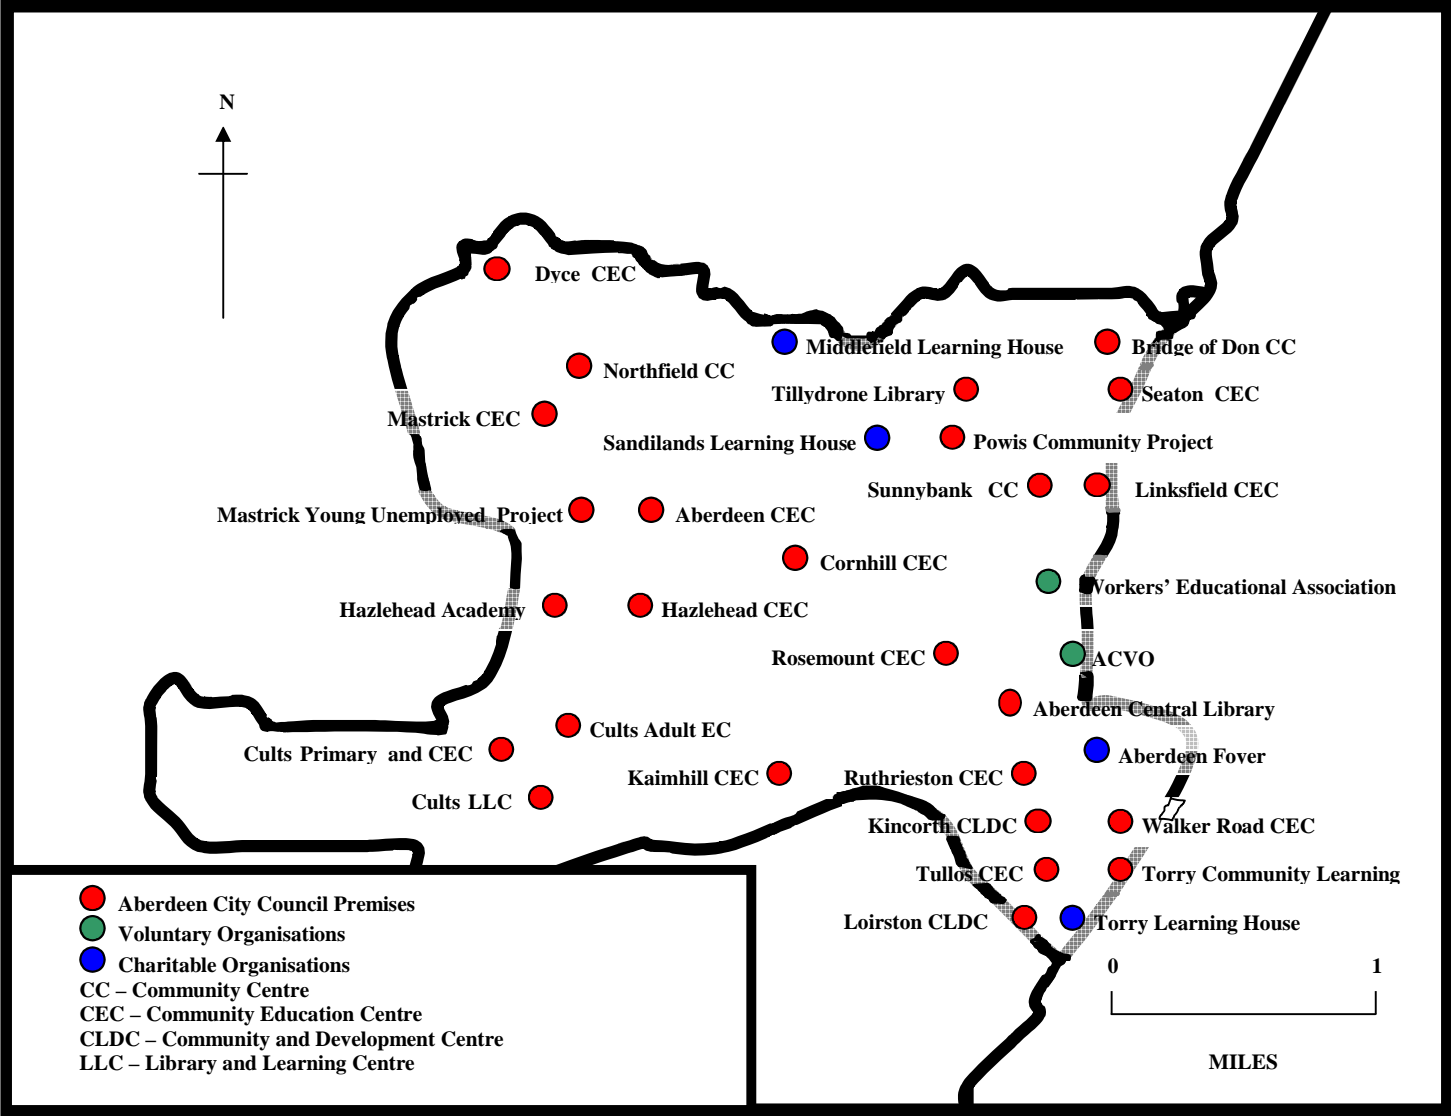 N
Dyce CEC
Middlefield Learning House
Bridge of Don CC
Northfield CC
Tillydrone Library
Seaton CEC
Mastrick CEC
Sandilands Learning House
Powis Community Project
Sunnybank CC
Linksfield CEC
Mastrick Young Unemployed Project
Aberdeen CEC
Cornhill CEC
Workers’ Educational Association
Hazlehead Academy
Hazlehead CEC
Rosemount CEC
ACVO
Aberdeen Central Library
Cults Adult EC
Cults Primary and CEC
Aberdeen Foyer
Kaimhill CEC
Ruthrieston CEC
Cults LLC
Kincorth CLDC
Walker Road CEC
Tullos CEC
Torry Community Learning
Loirston CLDC
Torry Learning House
Aberdeen City Council Premises
Voluntary Organisations
Charitable Organisations
CC – Community Centre
CEC – Community Education Centre
CLDC – Community and Development Centre
LLC – Library and Learning Centre
0 1
MILES